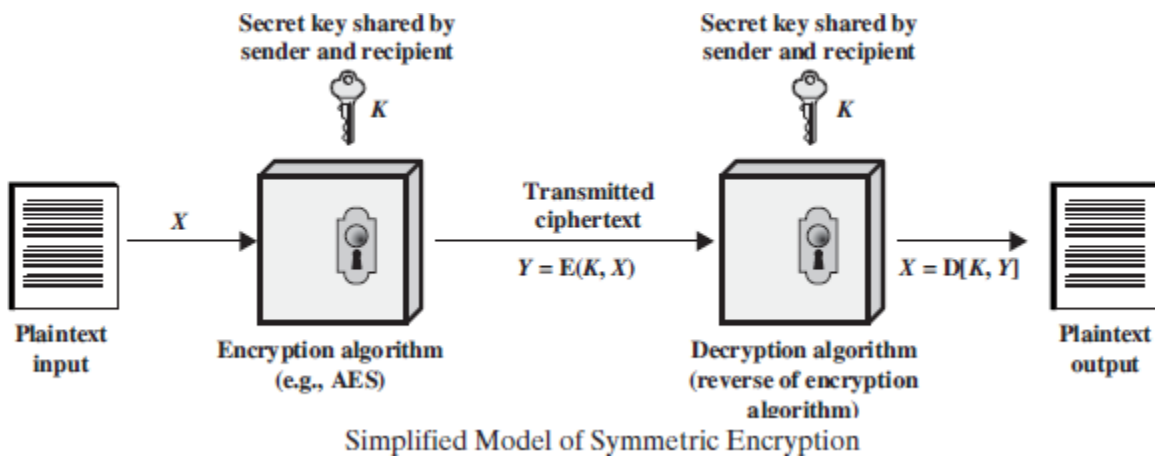 Secret key shared by
sender and recipient
K
Secret key shared by
sender and recipient
K
X
Transmitted
ciphertext
Y = E(K, X)
X = D[K, Y]
Plaintext
input
Encryption algorithm
(e.g., AES)
Decryption algorithm
(reverse of encryption
algorithm)
Plaintext
output
Simplified Model of Symmetric Encryption